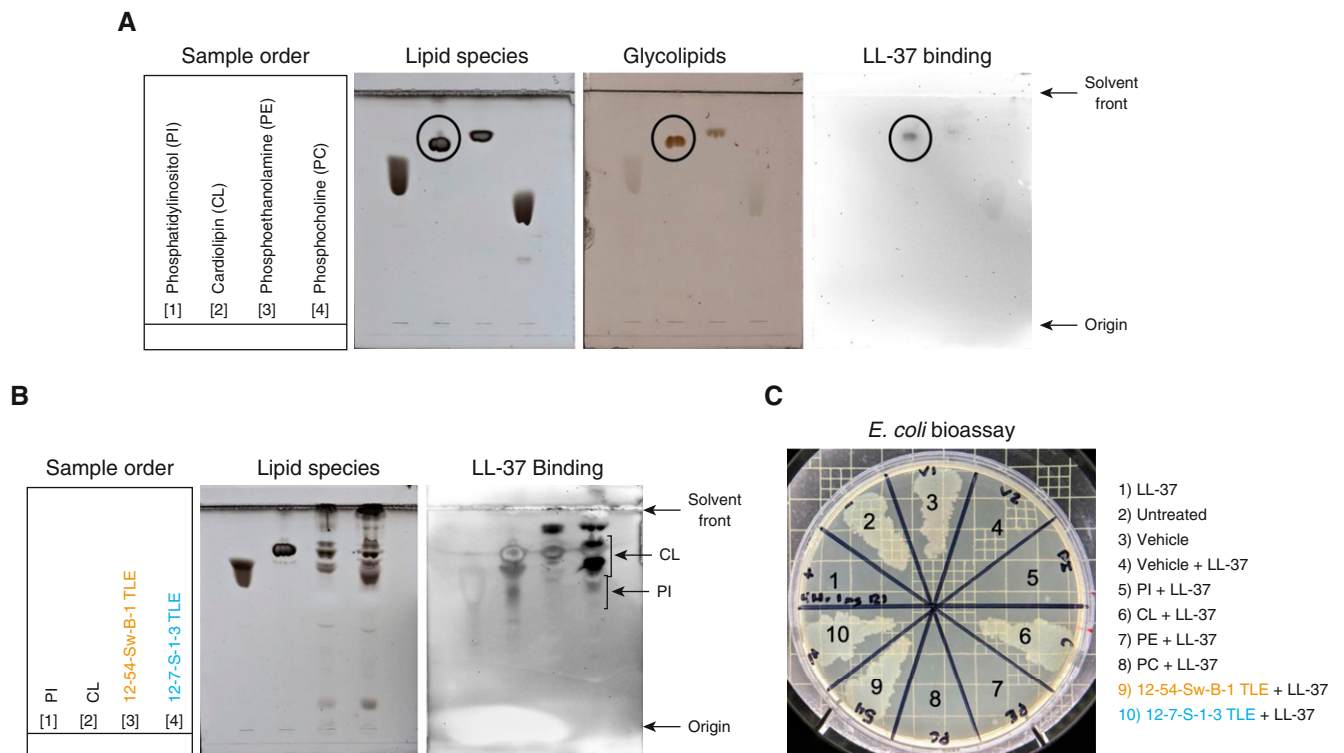 A
Sample order
Lipid species
Glycolipids
LL-37 binding
Phosphatidylinositol (PI)
Cardiolipin (CL)
Phosphoethanolamine (PE)
Phosphocholine (PC)
[1]
[2]
[3]
[4]
Solvent
front
Origin
B
Sample order
Lipid species
LL-37 Binding
PI
CL
12-54-Sw-B-1 TLE
12-7-S-1-3 TLE
[1]
[2]
[3]
[4]
Solvent
front
CL
PI
Origin
C
E. coli bioassay
V1
V2
PE
PC
S4
1
2
3
4
5
6
7
8
9
10
1) LL-37
2) Untreated
3) Vehicle
4) Vehicle + LL-37
5) PI + LL-37
6) CL + LL-37
7) PE + LL-37
8) PC + LL-37
9) 12-54-Sw-B-1 TLE + LL-37
10) 12-7-S-1-3 TLE + LL-37